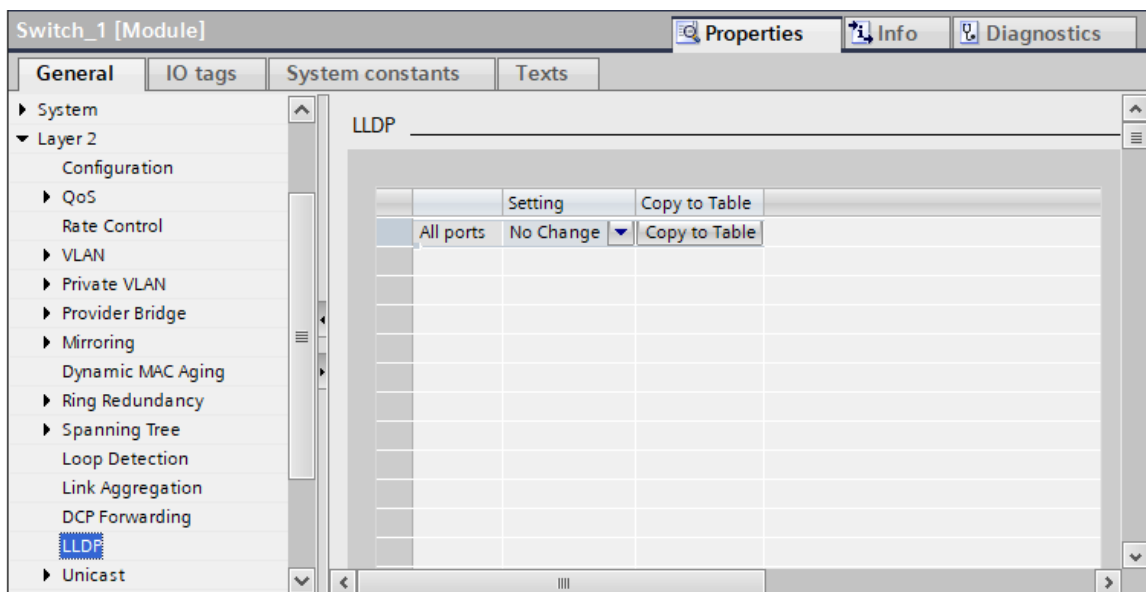 Switch_1 [Module]
Properties
Info
Diagnostics
General
IO tags
System constants
Texts
System
Layer 2
Configuration
QoS
Rate Control
VLAN
Private VLAN
Provider Bridge
Mirroring
Dynamic MAC Aging
Ring Redundancy
Spanning Tree
Loop Detection
Link Aggregation
DCP Forwarding
LLDP
Unicast
LLDP
Setting Copy to Table
All ports No Change Copy to Table